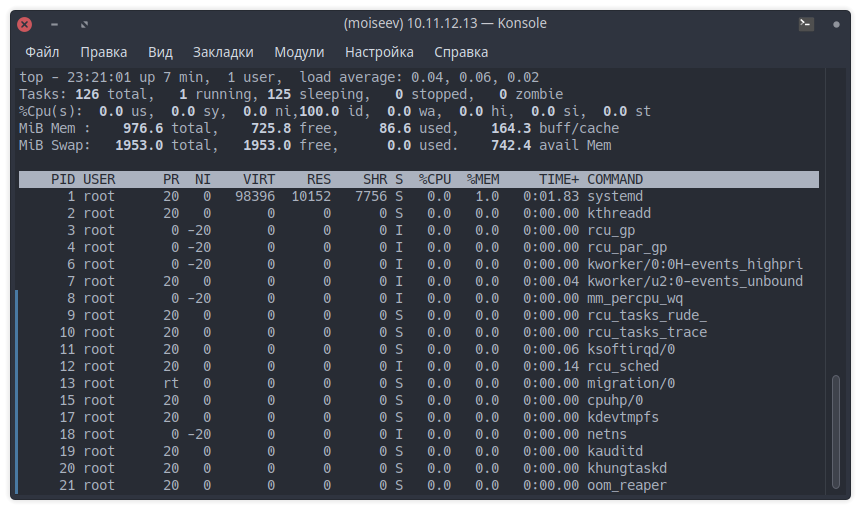 (moiseev) 10.11.12.13 — Konsole
Файл Правка Вид Закладки Модули Настройка Справка
top - 23:21:01 up 7 min,  1 user,  load average: 0.04, 0.06, 0.02
Tasks: 126 total,   1 running, 125 sleeping,   0 stopped,   0 zombie
%Cpu(s):  0.0 us,  0.0 sy,  0.0 ni,100.0 id,  0.0 wa,  0.0 hi,  0.0 si,  0.0 st
MiB Mem :    976.6 total,    725.8 free,     86.6 used,    164.3 buff/cache
MiB Swap:   1953.0 total,   1953.0 free,      0.0 used.    742.4 avail Mem
PID USER      PR  NI    VIRT    RES    SHR S  %CPU  %MEM     TIME+ COMMAND
1 root      20   0   98396  10152   7756 S   0.0   1.0   0:01.83 systemd
2 root      20   0       0      0      0 S   0.0   0.0   0:00.00 kthreadd
3 root       0 -20       0      0      0 I   0.0   0.0   0:00.00 rcu_gp
4 root       0 -20       0      0      0 I   0.0   0.0   0:00.00 rcu_par_gp
6 root       0 -20       0      0      0 I   0.0   0.0   0:00.00 kworker/0:0H-events_highpri
7 root      20   0       0      0      0 I   0.0   0.0   0:00.04 kworker/u2:0-events_unbound
8 root       0 -20       0      0      0 I   0.0   0.0   0:00.00 mm_percpu_wq
9 root      20   0       0      0      0 S   0.0   0.0   0:00.00 rcu_tasks_rude_
10 root      20   0       0      0      0 S   0.0   0.0   0:00.00 rcu_tasks_trace
11 root      20   0       0      0      0 S   0.0   0.0   0:00.06 ksoftirqd/0
12 root      20   0       0      0      0 I   0.0   0.0   0:00.14 rcu_sched
13 root      rt   0       0      0      0 S   0.0   0.0   0:00.00 migration/0
15 root      20   0       0      0      0 S   0.0   0.0   0:00.00 cpuhp/0
17 root      20   0       0      0      0 S   0.0   0.0   0:00.00 kdevtmpfs
18 root       0 -20       0      0      0 I   0.0   0.0   0:00.00 netns
19 root      20   0       0      0      0 S   0.0   0.0   0:00.00 kauditd
20 root      20   0       0      0      0 S   0.0   0.0   0:00.00 khungtaskd
21 root      20   0       0      0      0 S   0.0   0.0   0:00.00 oom_reaper